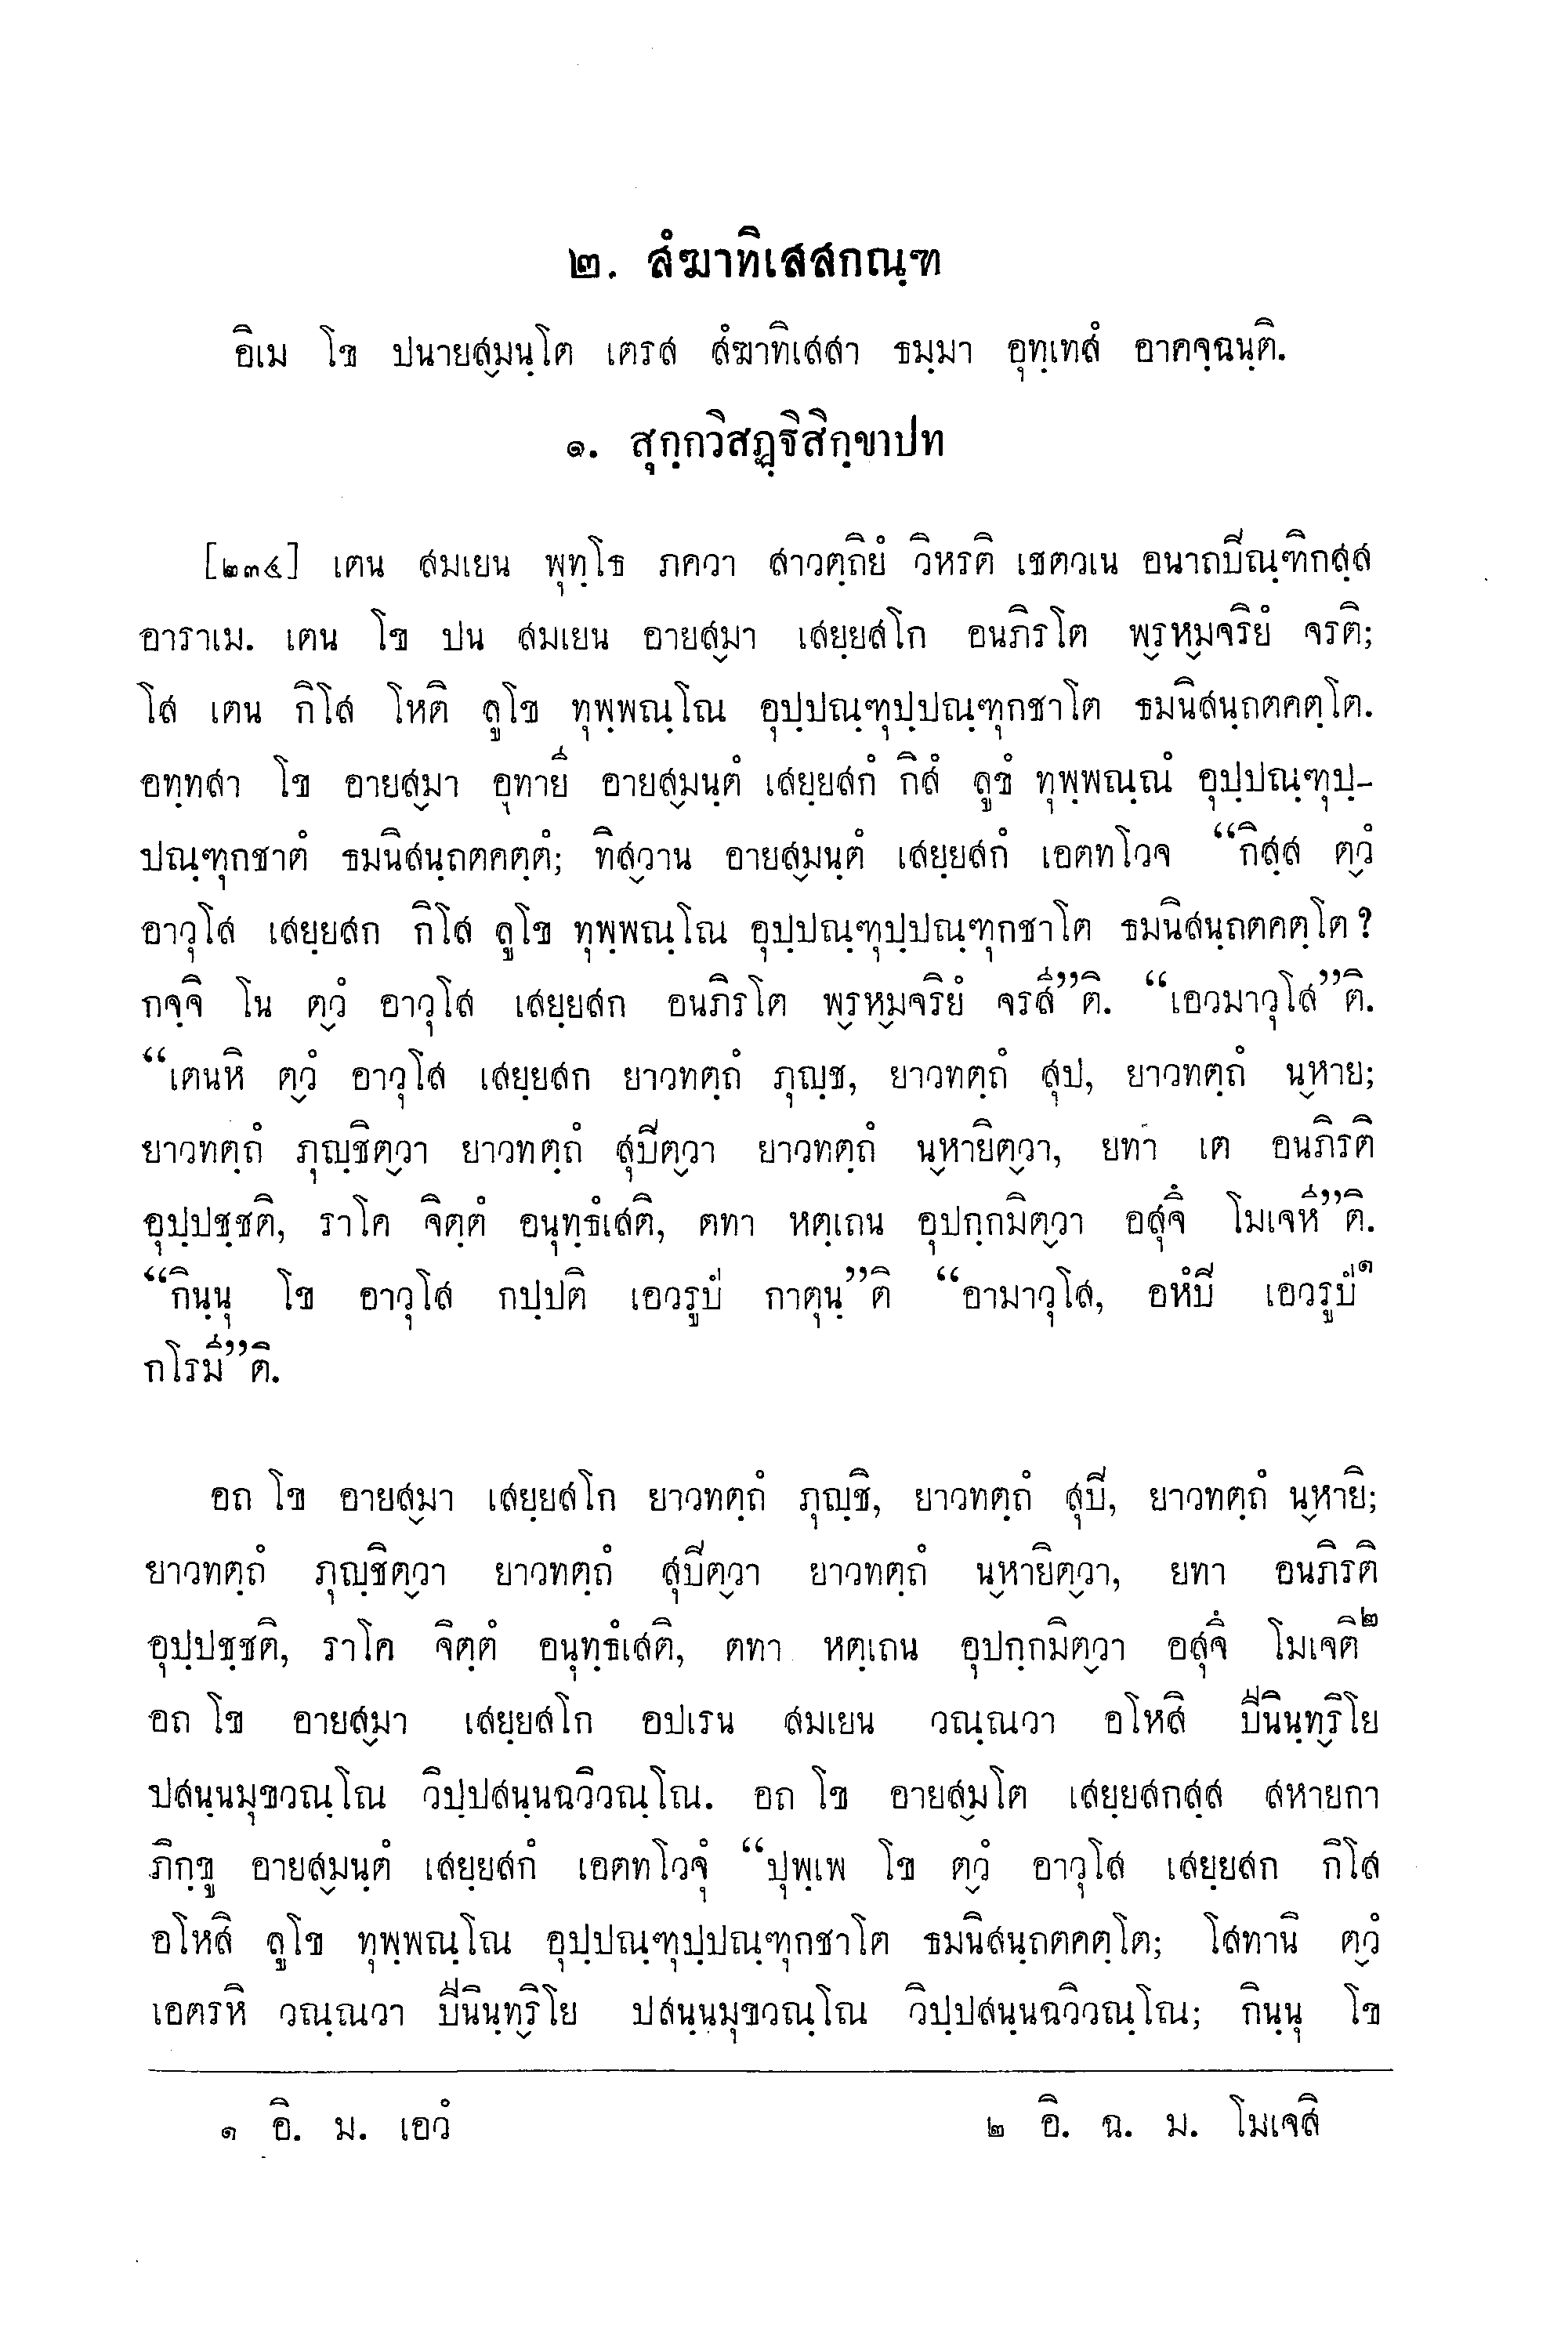 ๒. สํฆาทิเสสกณฺฑ
อิเม โข ปนายสฺมนฺโต เตรส สํฆาทิเสสา ธมฺมา อุทฺเทสํ อาคจฺฉนฺติ.
๑. สุกฺกวิสฏฺฐิสิกฺขาปท
[๒๓๔] เตน สมเยน พุทฺโธ ภควา สาวตฺถิยํ วิหรติ เชตวเน อนาถปิณฺฑิกสฺส
อาราเม. เตน โข ปน สมเยน อายสฺมา เสยฺยสโก อนภิรโต พฺรหฺมจริยํ จรติ;
โส เตน กิโส โหติ ลูโข ทุพฺพณฺโณ อุปฺปณฺฑุปฺปณฺฑุกชาโต ธมนิสนฺถตคตฺโต.
อทฺทสา โข อายสฺมา อุทายี อายสฺมนฺตํ เสยฺยสกํ กิสํ ลูขํ ทุพฺพณฺณํ อุปฺปณฺฑุปฺ-
ปณฺฑุกชาตํ ธมนิสนฺถตคตฺตํ; ทิสฺวาน อายสฺมนฺตํ เสยฺยสกํ เอตทโวจ “กิสฺส ตฺวํ
อาวุโส เสยฺยสก กิโส ลูโข ทุพฺพณฺโณ อุปฺปณฺฑุปฺปณฺฑุกชาโต ธมนิสนฺถตคตฺโต?
กจฺจิ โน ตฺวํ อาวุโส เสยฺยสก อนภิรโต พฺรหฺมจริยํ จรสี”ติ. “เอวมาวุโส”ติ.
“เตนหิ ตฺวํ อาวุโส เสยฺยสก ยาวทตฺถํ ภุญฺช, ยาวทตฺถํ สุป, ยาวทตฺถํ นฺหาย;
ยาวทตฺถํ ภุญฺชิตฺวา ยาวทตฺถํ สุปิตฺวา ยาวทตฺถํ นฺหายิตฺวา, ยทา เต อนภิรติ
อุปฺปชฺชติ, ราโค จิตฺตํ อนุทฺธํเสติ, ตทา หตฺเถน อุปกฺกมิตฺวา อสุจึ โมเจหี”ติ.
“กินฺนุ โข อาวุโส กปฺปติ เอวรูปํ กาตุนฺ”ติ “อามาวุโส, อหํปิ เอวรูปํ๑
กโรมี”ติ.
อถ โข อายสฺมา เสยฺยสโก ยาวทตฺถํ ภุญฺชิ, ยาวทตฺถํ สุปิ, ยาวทตฺถํ นฺหายิ;
ยาวทตฺถํ ภุญฺชิตฺวา ยาวทตฺถํ สุปิตฺวา ยาวทตฺถํ นฺหายิตฺวา, ยทา อนภิรติ
อุปฺปชฺชติ, ราโค จิตฺตํ อนุทฺธํเสติ, ตทา หตฺเถน อุปกฺกมิตฺวา อสุจึ โมเจติ๒
อถ โข อายสฺมา เสยฺยสโก อปเรน สมเยน วณฺณวา อโหสิ ปีนินฺทฺริโย
ปสนฺนมุขวณฺโณ วิปฺปสนฺนฉวิวณฺโณ. อถ โข อายสฺมโต เสยฺยสกสฺส สหายกา
ภิกฺขู อายสฺมนฺตํ เสยฺยสกํ เอตทโวจุํ “ปุพฺเพ โข ตฺวํ อาวุโส เสยฺยสก กิโส
อโหสิ ลูโข ทุพฺพณฺโณ อุปฺปณฺฑุปฺปณฺฑุกชาโต ธมนิสนฺถตคตฺโต; โสทานิ ตฺวํ
เอตรหิ วณฺณวา ปีนินฺทฺริโย ปสนฺนมุขวณฺโณ วิปฺปสนฺนฉวิวณฺโณ; กินฺนุ โข
๑ อิ. ม. เอวํ
๒ อิ. ฉ. ม. โมเจสิ